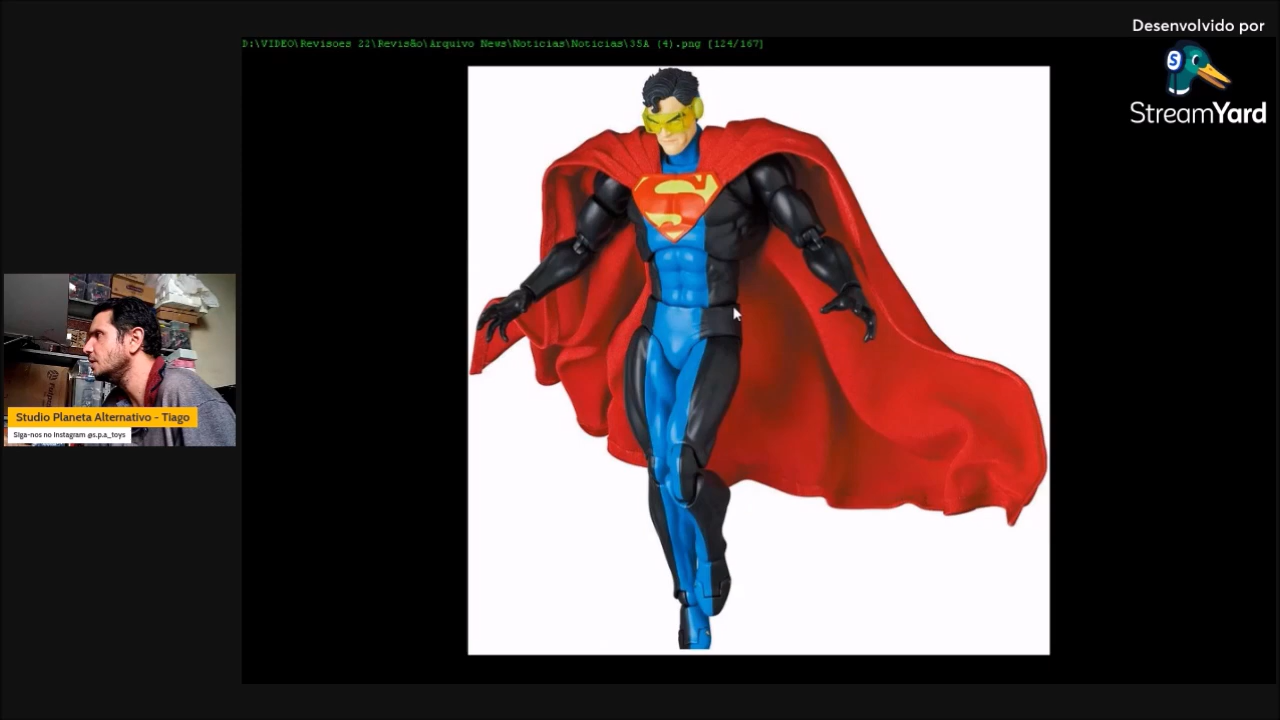 Desenvolvido por
StreamYard
D:\VIDEO\Revisoes 22\Revisão\Arquivo News\Noticias\Noticias\35A (4).png [124/167]
S
S
Studio Planeta Alternativo - Tiago
Siga-nos no Instagram @s.p.a_toys